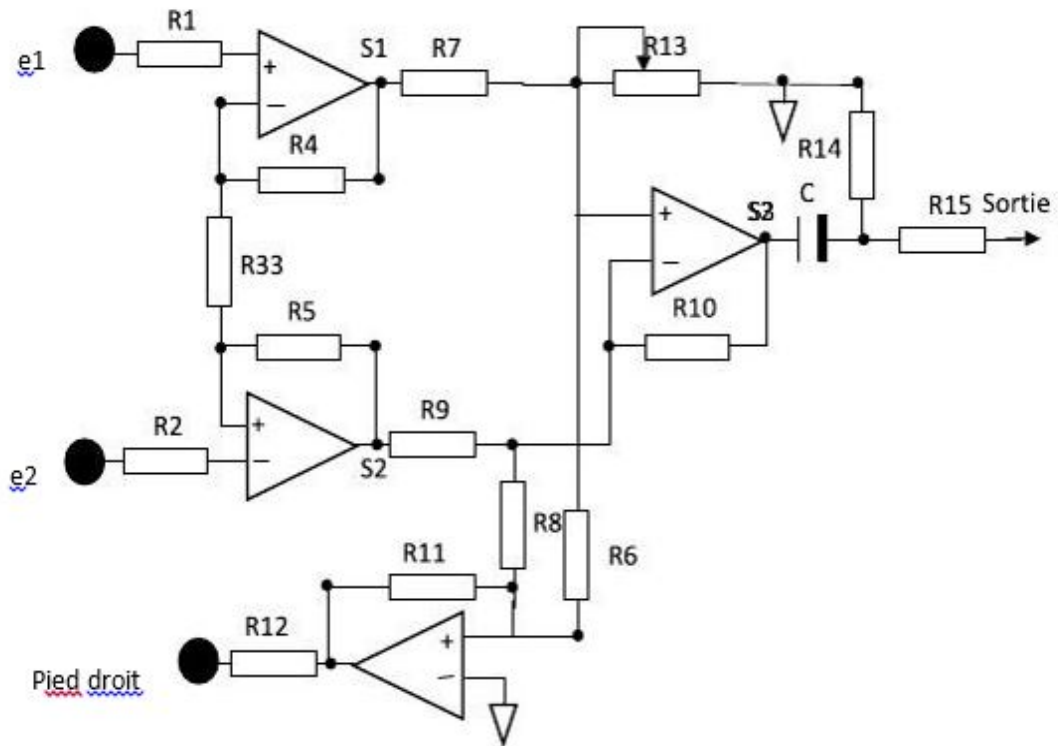 R1
S1
R7
R13
e1
+
−
R4
R14
C
R33
+
S3
R15 Sortie
−
R5
R10
R2
+
−
R9
S2
e2
R8
R6
R11
R12
+
−
Pied droit